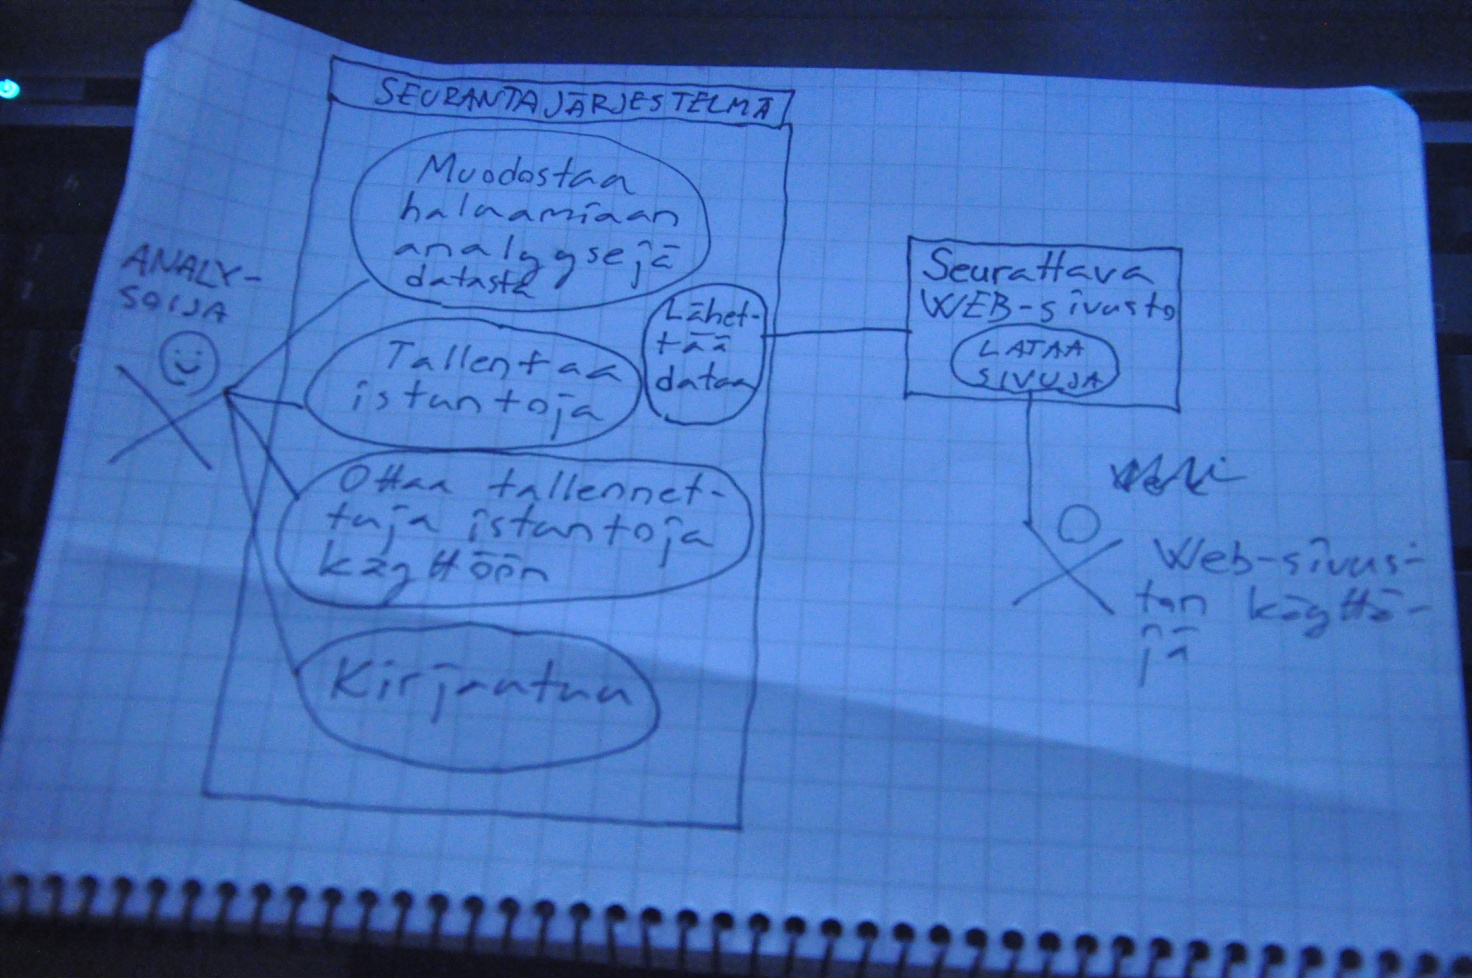 SEURANTAJÄRJESTELMÄ
Muodostaa
haluamiaan
analyysejä
datasta
ANALY-
SOIJA
Lähet-
tää
dataa
Tallentaa
istuntoja
Ottaa tallennet-
tuja istuntoja
käyttöön
Kirjautuu
Seurattava
WEB-sivusto
LATAA
SIVUJA
Web-sivus-
ton käyttä-
jä